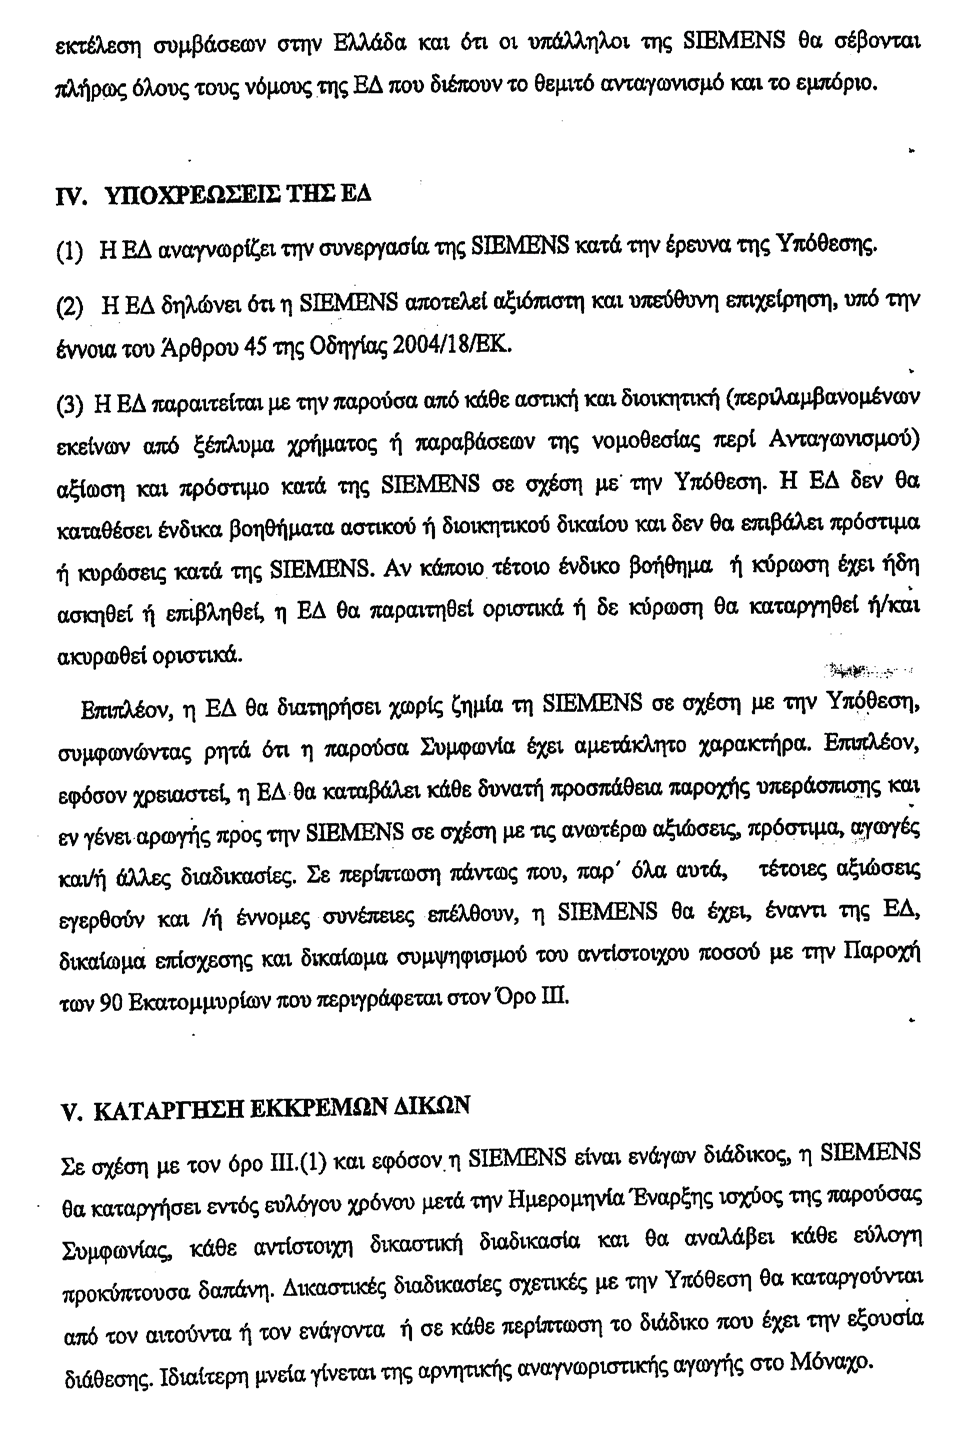 εκτέλεση συμβάσεων στην Ελλάδα και ότι οι υπάλληλοι της SIEMENS θα σέβονται
πλήρως όλους τους νόμους της ΕΔ που διέπουν το θεμιτό ανταγωνισμό και το εμπόριο.
IV. ΥΠΟΧΡΕΩΣΕΙΣ ΤΗΣ ΕΔ
(1) Η ΕΔ αναγνωρίζει την συνεργασία της SIEMENS κατά την έρευνα της Υπόθεσης.
(2) Η ΕΔ δηλώνει ότι η SIEMENS αποτελεί αξιόπιστη και υπεύθυνη επιχείρηση, υπό την
έννοια του Άρθρου 45 της Οδηγίας 2004/18/ΕΚ.
(3) Η ΕΔ παραιτείται με την παρούσα από κάθε αστική και διοικητική (περιλαμβανομένων
εκείνων από ξέπλυμα χρήματος ή παραβάσεων της νομοθεσίας περί Ανταγωνισμού)
αξίωση και πρόστιμο κατά της SIEMENS σε σχέση με την Υπόθεση. Η ΕΔ δεν θα
καταθέσει ένδικα βοηθήματα αστικού ή διοικητικού δικαίου και δεν θα επιβάλει πρόστιμα
ή κυρώσεις κατά της SIEMENS. Αν κάποιο τέτοιο ένδικο βοήθημα ή κύρωση έχει ήδη
ασκηθεί ή επιβληθεί, η ΕΔ θα παραιτηθεί οριστικά ή δε κύρωση θα καταργηθεί ή/και
ακυρωθεί οριστικά.
Επιπλέον, η ΕΔ θα διατηρήσει χωρίς ζημία τη SIEMENS σε σχέση με την Υπόθεση,
συμφωνώντας ρητά ότι η παρούσα Συμφωνία έχει αμετάκλητο χαρακτήρα. Επιπλέον,
εφόσον χρειαστεί, η ΕΔ θα καταβάλει κάθε δυνατή προσπάθεια παροχής υπεράσπισης και
εν γένει αρωγής προς την SIEMENS σε σχέση με τις ανωτέρω αξιώσεις, πρόστιμα, αγωγές
και/ή άλλες διαδικασίες. Σε περίπτωση πάντως που, παρ' όλα αυτά, τέτοιες αξιώσεις
εγερθούν και /ή έννομες συνέπειες επέλθουν, η SIEMENS θα έχει, έναντι της ΕΔ,
δικαίωμα επίσχεσης και δικαίωμα συμψηφισμού του αντίστοιχου ποσού με την Παροχή
των 90 Εκατομμυρίων που περιγράφεται στον Όρο III.
V. ΚΑΤΑΡΓΗΣΗ ΕΚΚΡΕΜΩΝ ΔΙΚΩΝ
Σε σχέση με τον όρο III.(1) και εφόσον η SIEMENS είναι ενάγων διάδικος, η SIEMENS
θα καταργήσει εντός ευλόγου χρόνου μετά την Ημερομηνία Έναρξης ισχύος της παρούσας
Συμφωνίας, κάθε αντίστοιχη δικαστική διαδικασία και θα αναλάβει κάθε εύλογη
προκύπτουσα δαπάνη. Δικαστικές διαδικασίες σχετικές με την Υπόθεση θα καταργούνται
από τον αιτούντα ή τον ενάγοντα ή σε κάθε περίπτωση το διάδικο που έχει την εξουσία
διάθεσης. Ιδιαίτερη μνεία γίνεται της αρνητικής αναγνωριστικής αγωγής στο Μόναχο.